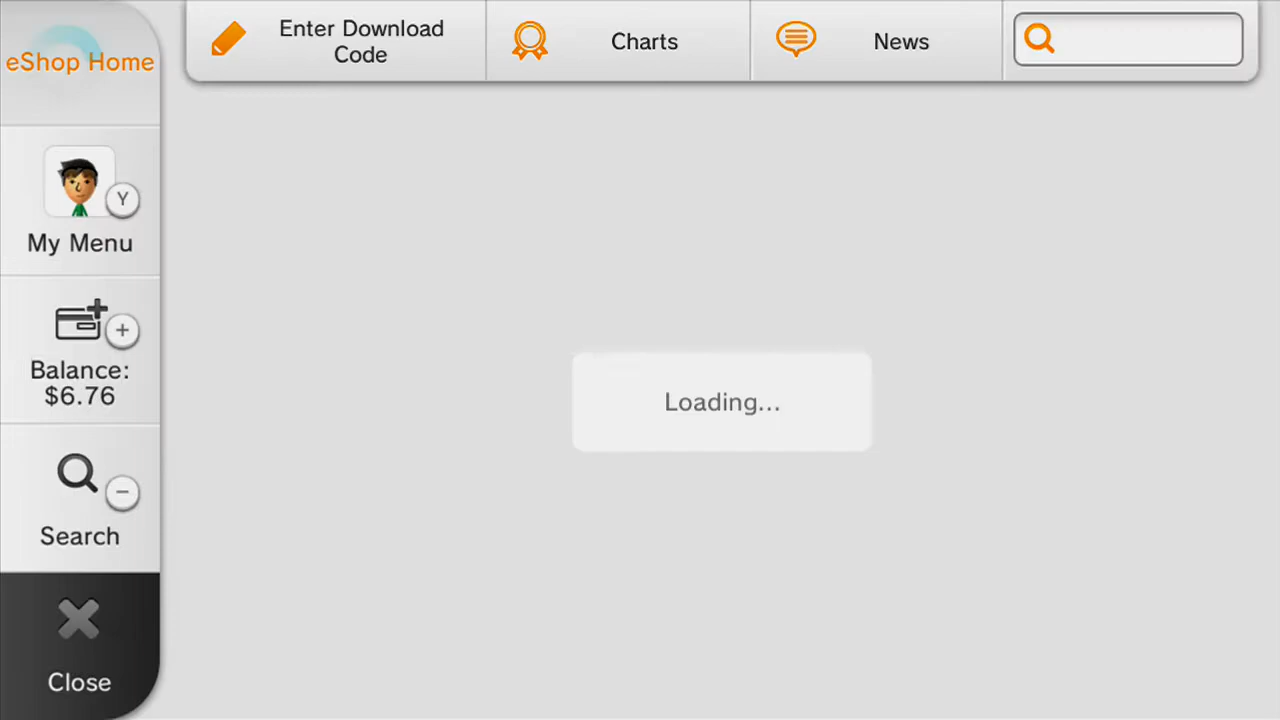 eShop Home
Enter Download
Code
Charts
News
Y
My Menu
+
Balance:
$6.76
−
Search
Close
Loading...